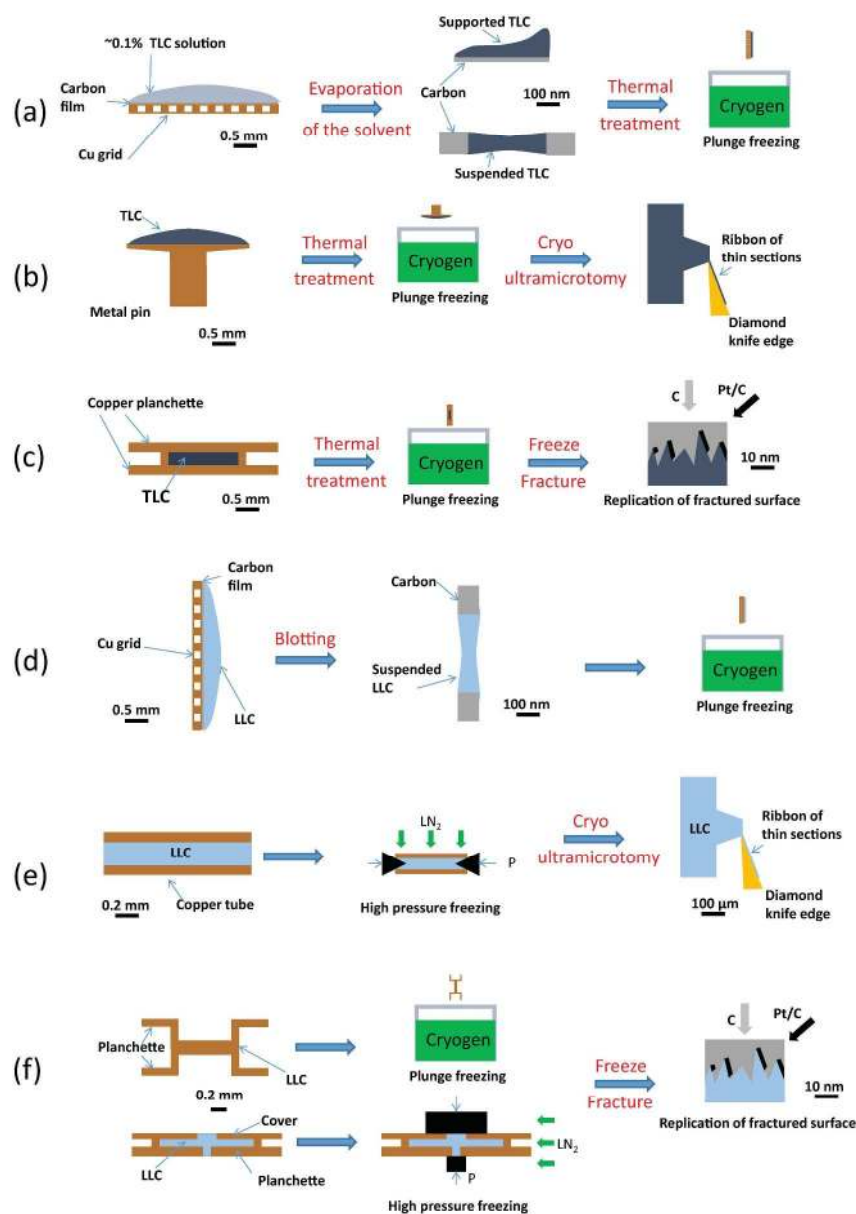 (a)
~0.1% TLC solution
Carbon
film
Cu grid
0.5 mm
Evaporation
of the solvent
Supported TLC
Carbon
100 nm
Suspended TLC
Thermal
treatment
Cryogen
Plunge freezing
(b)
TLC
Metal pin
0.5 mm
Thermal
treatment
Cryogen
Plunge freezing
Cryo
ultramicrotomy
Ribbon of
thin sections
Diamond
knife edge
(c)
Copper planchette
TLC
0.5 mm
Thermal
treatment
Cryogen
Plunge freezing
Freeze
Fracture
C
Pt/C
10 nm
Replication of fractured surface
(d)
Carbon
film
Cu grid
0.5 mm
LLC
Blotting
Carbon
Suspended
LLC
100 nm
Cryogen
Plunge freezing
(e)
LLC
0.2 mm
Copper tube
LN2
P
High pressure freezing
Cryo
ultramicrotomy
LLC
Ribbon of
thin sections
100 µm
Diamond
knife edge
(f)
Planchette
LLC
0.2 mm
Cryogen
Plunge freezing
Cover
LLC
Planchette
LN2
P
High pressure freezing
Freeze
Fracture
C
Pt/C
10 nm
Replication of fractured surface